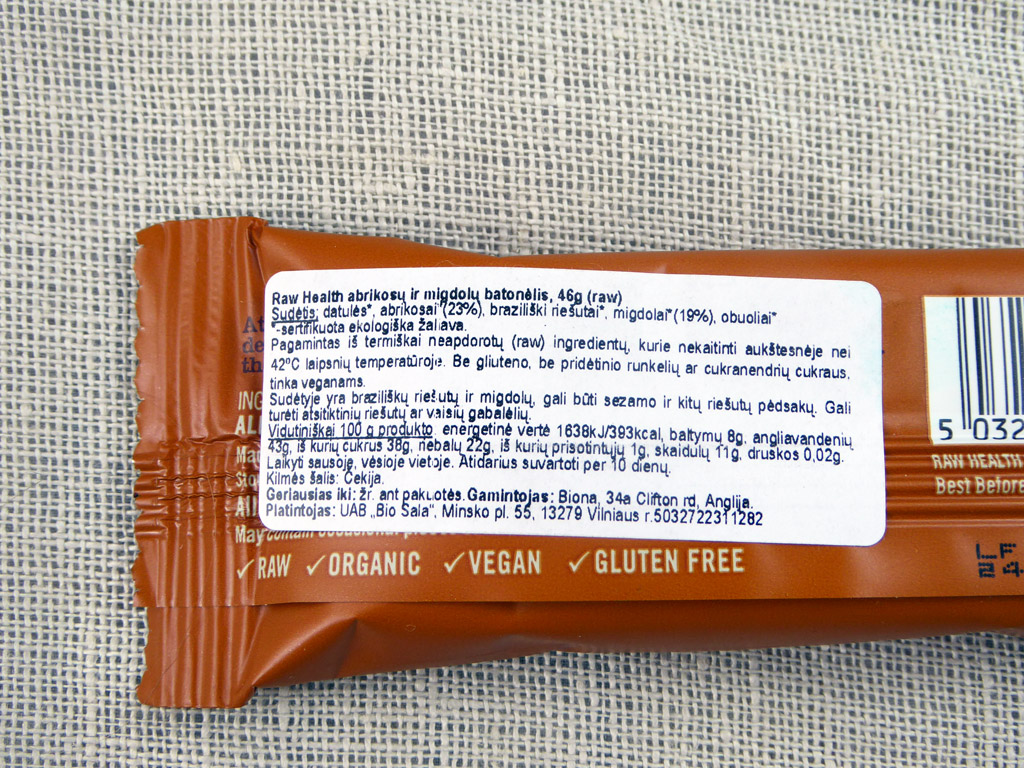 Raw Health abrikosų ir migdolų batonėlis, 46g (raw)
Sudėtis: datulės*, abrikosai*(23%), braziliški riešutai*, migdolai*(19%), obuoliai*
*-sertifikuota ekologiška žaliava.
Pagamintas iš termiškai neapdorotų (raw) ingredientų, kurie nekaitinti aukštesnėje nei
42ºC laipsnių temperatūroje. Be gliuteno, be pridėtinio runkelių ar cukranendrių cukraus,
tinka veganams.
Sudėtyje yra braziliškų riešutų ir migdolų, gali būti sezamo ir kitų riešutų pėdsakų. Gali
turėti atsitiktinių riešutų ar vaisių gabalėlių.
Vidutiniškai 100 g produkto energetinė vertė 1638kJ/393kcal, baltymų 8g, angliavandenių
43g, iš kurių cukrus 38g, riebalų 22g, iš kurių prisotintųjų 1g, skaidulų 11g, druskos 0,02g.
Laikyti sausoje, vėsioje vietoje. Atidarius suvartoti per 10 dienų.
Kilmės šalis: Čekija.
Geriausias iki: žr. ant pakuotės. Gamintojas: Biona, 34a Clifton rd, Anglija.
Platintojas: UAB „Bio Sala“, Minsko pl. 55, 13279 Vilniaus r.5032722311282
May contain occasional
✓RAW ✓ORGANIC ✓VEGAN ✓GLUTEN FREE
5 032
RAW HEALTH
Best Before
LF
24